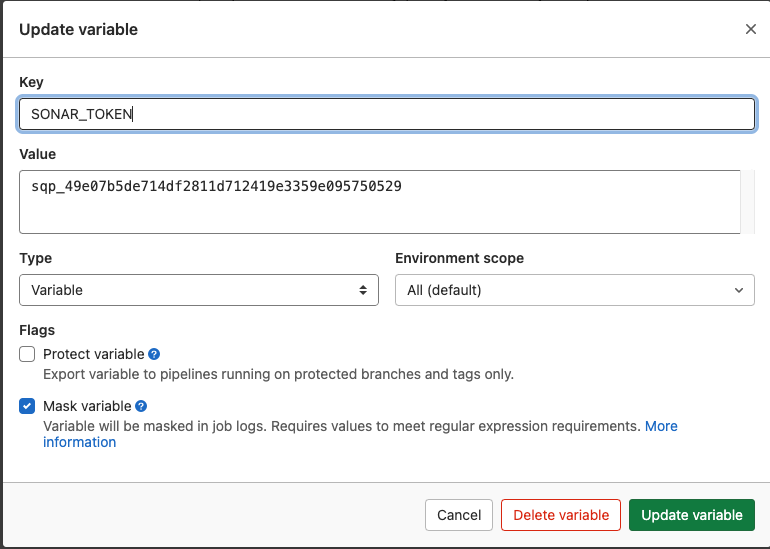 Update variable
Key
SONAR_TOKEN
Value
sqp_49e07b5de714df2811d712419e3359e095750529
Type
Environment scope
Variable
All (default)
Flags
Protect variable
Export variable to pipelines running on protected branches and tags only.
Mask variable
Variable will be masked in job logs. Requires values to meet regular expression requirements. More
information
Cancel
Delete variable
Update variable